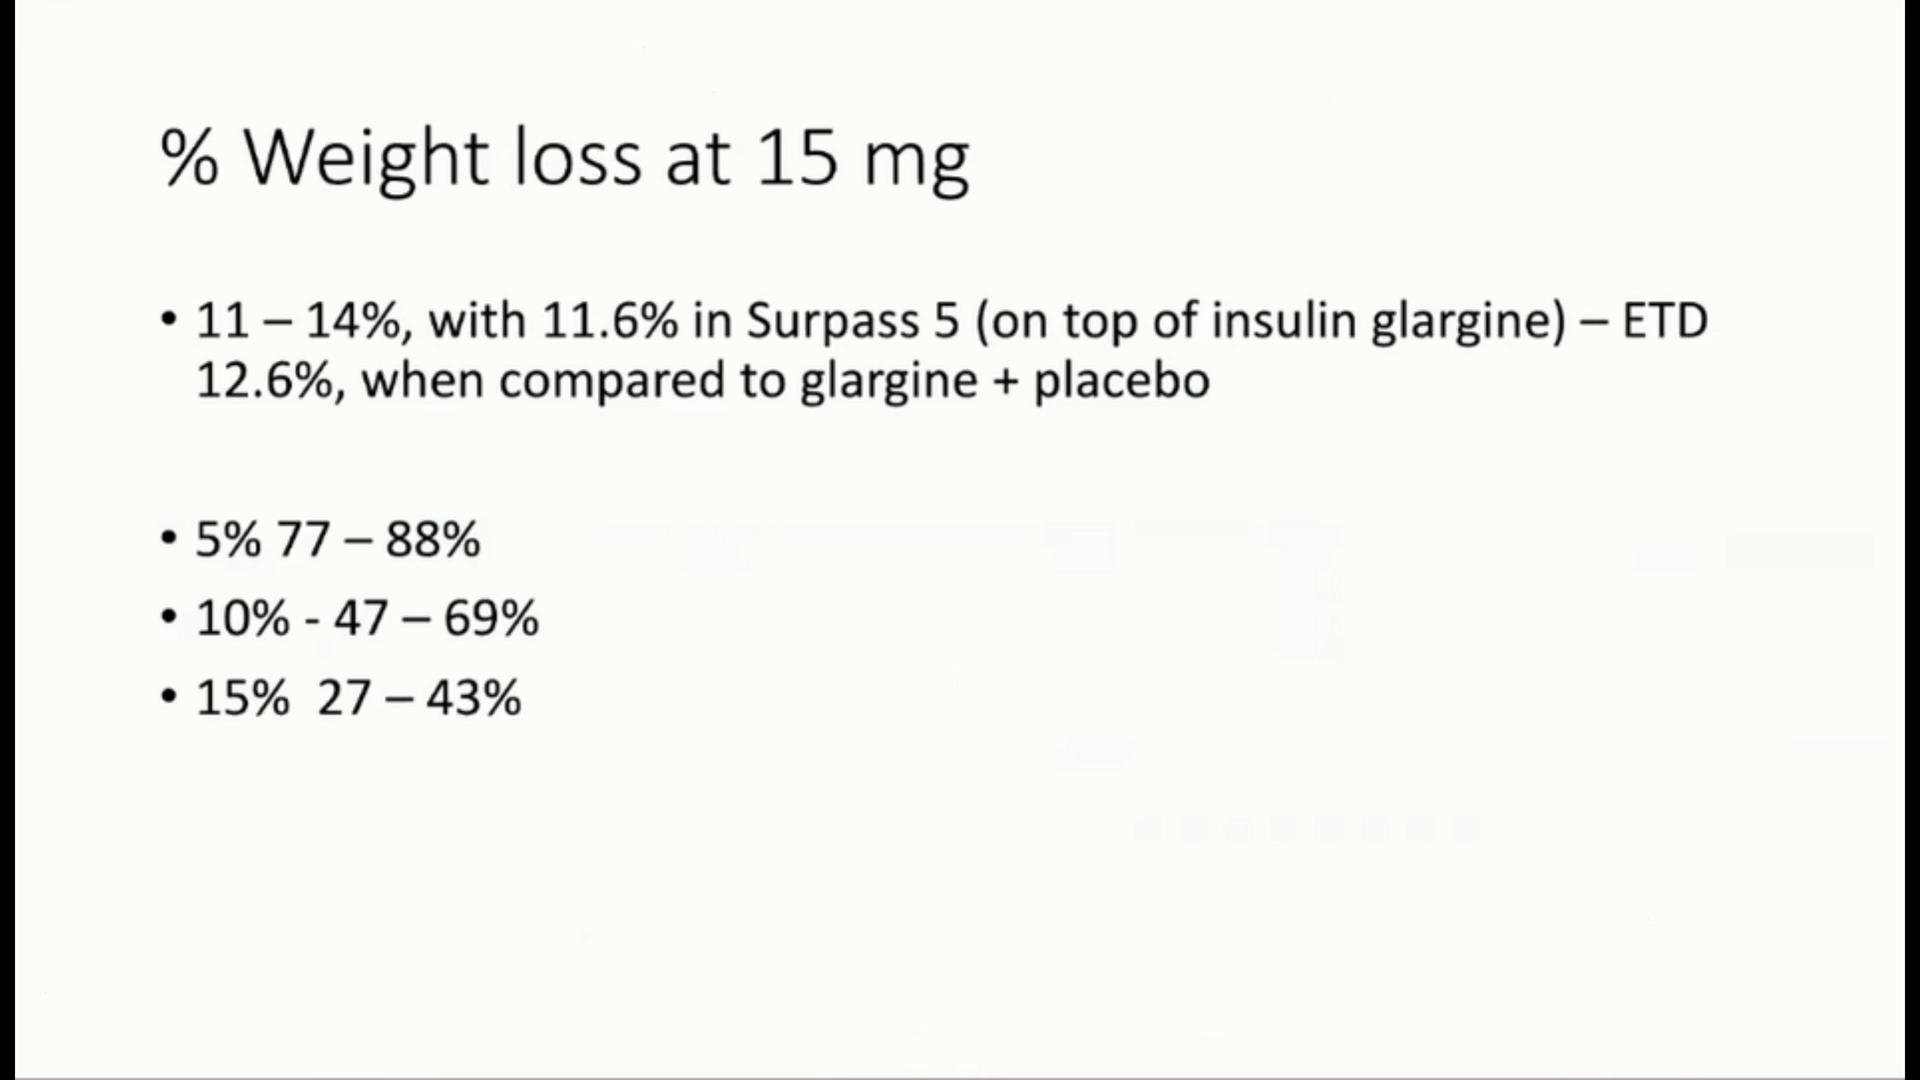 % Weight loss at 15 mg
• 11 – 14%, with 11.6% in Surpass 5 (on top of insulin glargine) – ETD
12.6%, when compared to glargine + placebo
• 5% 77 – 88%
• 10% - 47 – 69%
• 15%  27 – 43%